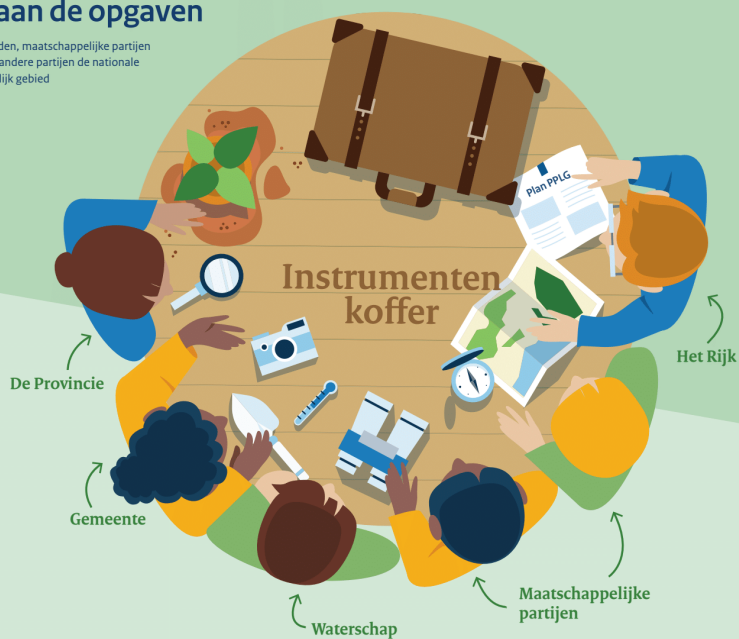 aan de opgaven
den, maatschappelijke partijen
andere partijen de nationale
lijk gebied
Plan PPLG
Instrumenten
koffer
Het Rijk
De Provincie
Gemeente
Maatschappelijke
partijen
Waterschap